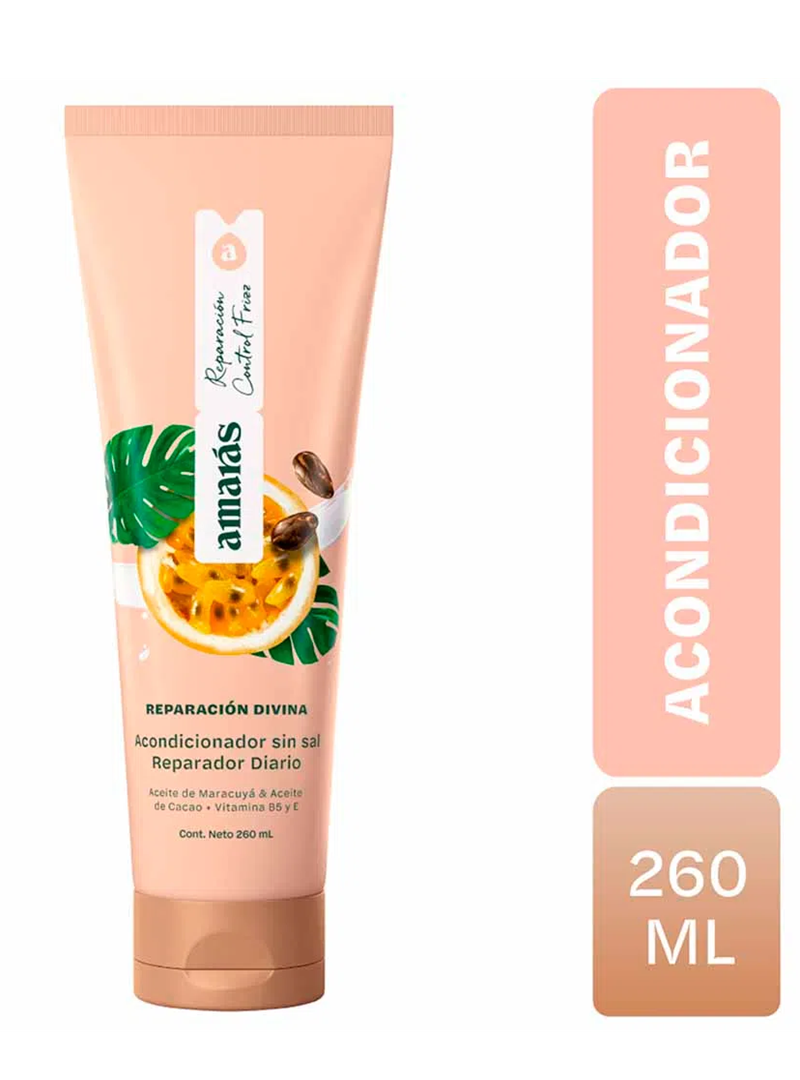 ā
Reparación
Control Frizz
amarás
REPARACIÓN DIVINA
Acondicionador sin sal
Reparador Diario
Aceite de Maracuyá & Aceite
de Cacao • Vitamina B5 y E
Cont. Neto 260 mL
ACONDICIONADOR
260
ML